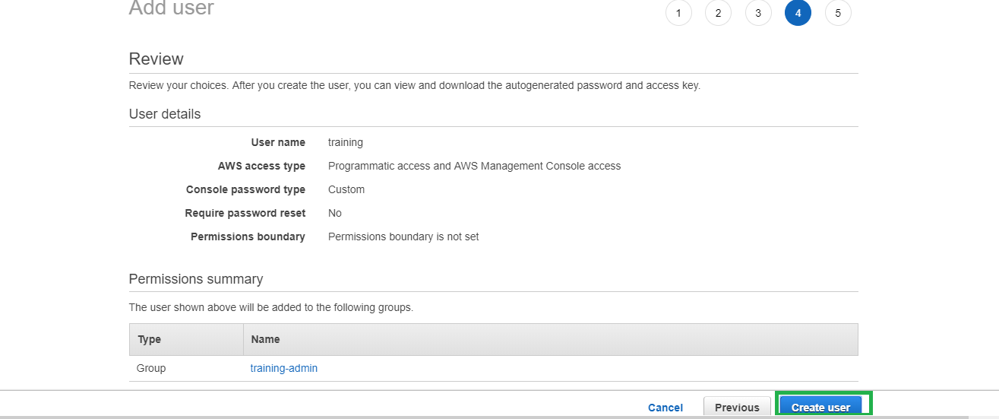 Add user
1 2 3 4 5
Review
Review your choices. After you create the user, you can view and download the autogenerated password and access key.
User details
User name training
AWS access type Programmatic access and AWS Management Console access
Console password type Custom
Require password reset No
Permissions boundary Permissions boundary is not set
Permissions summary
The user shown above will be added to the following groups.
Type Name
Group training-admin
Cancel Previous Create user